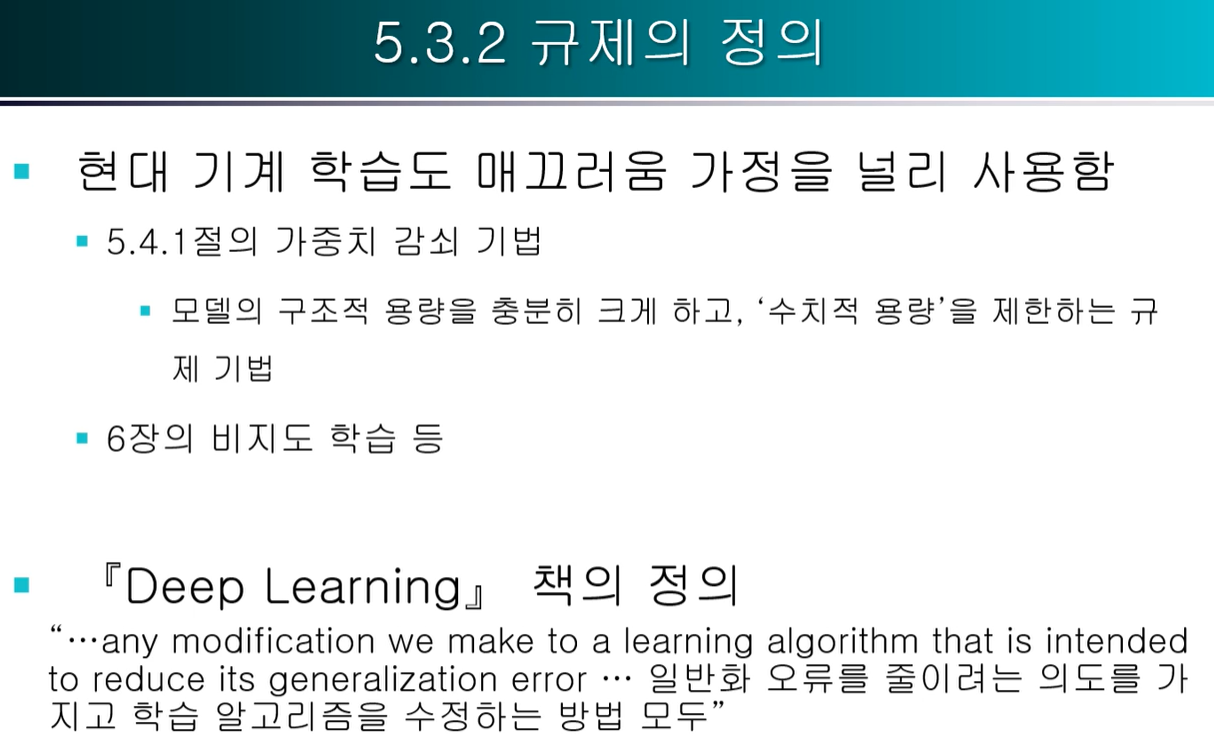 5.3.2 규제의 정의
현대 기계 학습도 매끄러움 가정을 널리 사용함
5.4.1절의 가중치 감쇠 기법
모델의 구조적 용량을 충분히 크게 하고, ‘수치적 용량’을 제한하는 규
제 기법
6장의 비지도 학습 등
『Deep Learning』 책의 정의
“…any modification we make to a learning algorithm that is intended
to reduce its generalization error … 일반화 오류를 줄이려는 의도를 가
지고 학습 알고리즘을 수정하는 방법 모두”